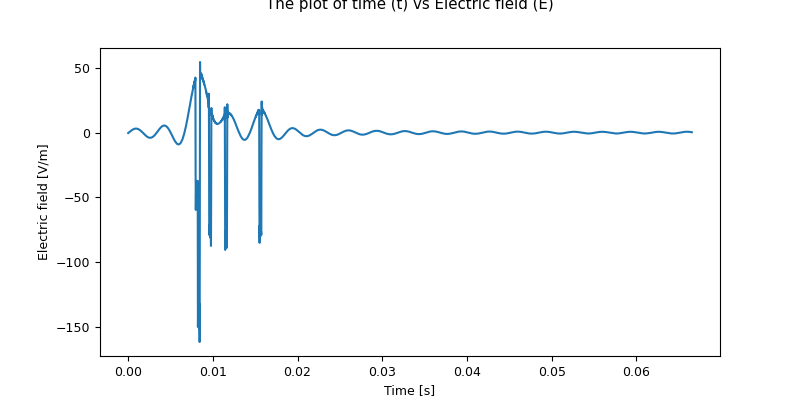 The plot of time (t) vs Electric field (E)
50
0
−50
−100
−150
Electric field [V/m]
0.00 0.01 0.02 0.03 0.04 0.05 0.06
Time [s]